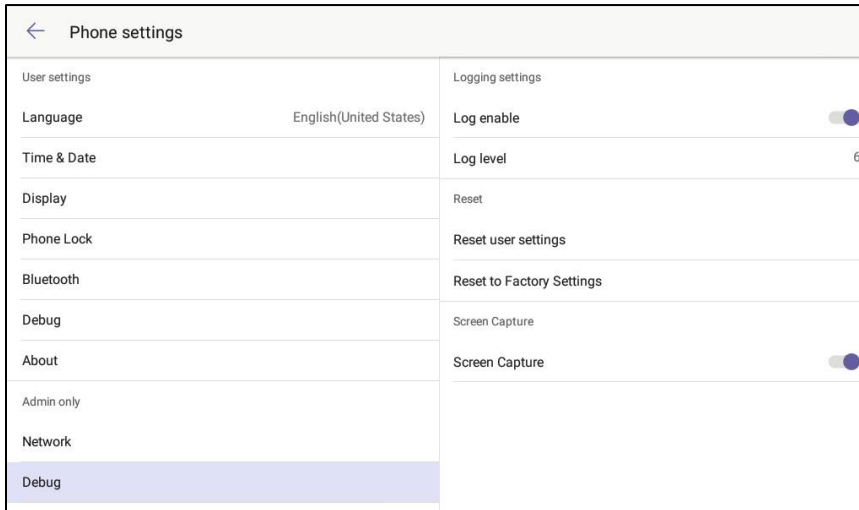 Phone settings
User settings
Language English(United States)
Time & Date
Display
Phone Lock
Bluetooth
Debug
About
Admin only
Network
Debug
Logging settings
Log enable
Log level 6
Reset
Reset user settings
Reset to Factory Settings
Screen Capture
Screen Capture